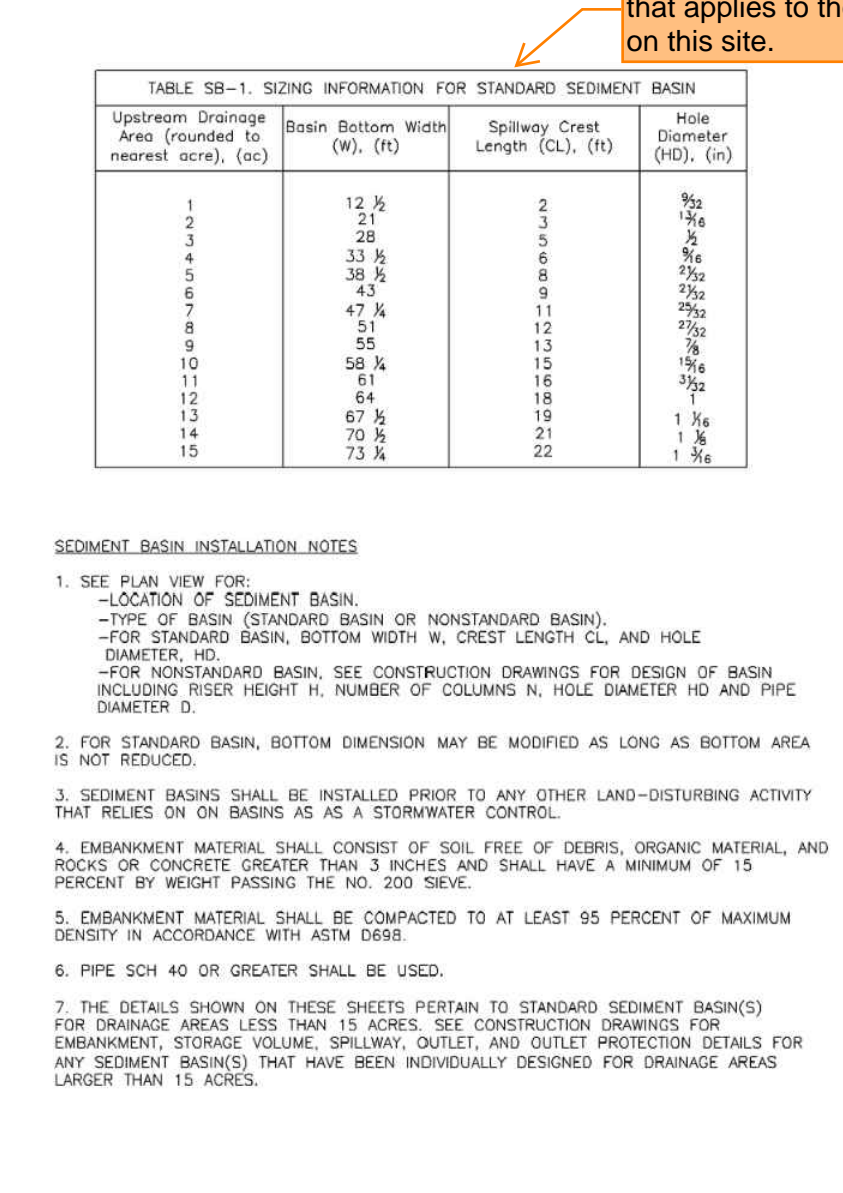 that applies to the
on this site.
TABLE SB-1. SIZING INFORMATION FOR STANDARD SEDIMENT BASIN
Upstream Drainage Area (rounded to nearest acre), (ac) Basin Bottom Width (W), (ft) Spillway Crest Length (CL), (ft) Hole Diameter (HD), (in)
1 12 ½ 2 9/32
2 21 3 13/16
3 28 5 ½
4 33 ½ 6 9/16
5 38 ½ 8 21/32
6 43 9 21/32
7 47 ¼ 11 25/32
8 51 12 27/32
9 55 13 7/8
10 58 ¼ 15 15/16
11 61 16 31/32
12 64 18 1
13 67 ½ 19 1 1/16
14 70 ½ 21 1 1/8
15 73 ¼ 22 1 3/16
SEDIMENT BASIN INSTALLATION NOTES
1. SEE PLAN VIEW FOR:
-LOCATION OF SEDIMENT BASIN.
-TYPE OF BASIN (STANDARD BASIN OR NONSTANDARD BASIN).
-FOR STANDARD BASIN, BOTTOM WIDTH W, CREST LENGTH CL, AND HOLE
DIAMETER, HD.
-FOR NONSTANDARD BASIN, SEE CONSTRUCTION DRAWINGS FOR DESIGN OF BASIN
INCLUDING RISER HEIGHT H, NUMBER OF COLUMNS N, HOLE DIAMETER HD AND PIPE
DIAMETER D.
2. FOR STANDARD BASIN, BOTTOM DIMENSION MAY BE MODIFIED AS LONG AS BOTTOM AREA
IS NOT REDUCED.
3. SEDIMENT BASINS SHALL BE INSTALLED PRIOR TO ANY OTHER LAND-DISTURBING ACTIVITY
THAT RELIES ON ON BASINS AS AS A STORMWATER CONTROL.
4. EMBANKMENT MATERIAL SHALL CONSIST OF SOIL FREE OF DEBRIS, ORGANIC MATERIAL, AND
ROCKS OR CONCRETE GREATER THAN 3 INCHES AND SHALL HAVE A MINIMUM OF 15
PERCENT BY WEIGHT PASSING THE NO. 200 SIEVE.
5. EMBANKMENT MATERIAL SHALL BE COMPACTED TO AT LEAST 95 PERCENT OF MAXIMUM
DENSITY IN ACCORDANCE WITH ASTM D698.
6. PIPE SCH 40 OR GREATER SHALL BE USED.
7. THE DETAILS SHOWN ON THESE SHEETS PERTAIN TO STANDARD SEDIMENT BASIN(S)
FOR DRAINAGE AREAS LESS THAN 15 ACRES. SEE CONSTRUCTION DRAWINGS FOR
EMBANKMENT, STORAGE VOLUME, SPILLWAY, OUTLET, AND OUTLET PROTECTION DETAILS FOR
ANY SEDIMENT BASIN(S) THAT HAVE BEEN INDIVIDUALLY DESIGNED FOR DRAINAGE AREAS
LARGER THAN 15 ACRES.